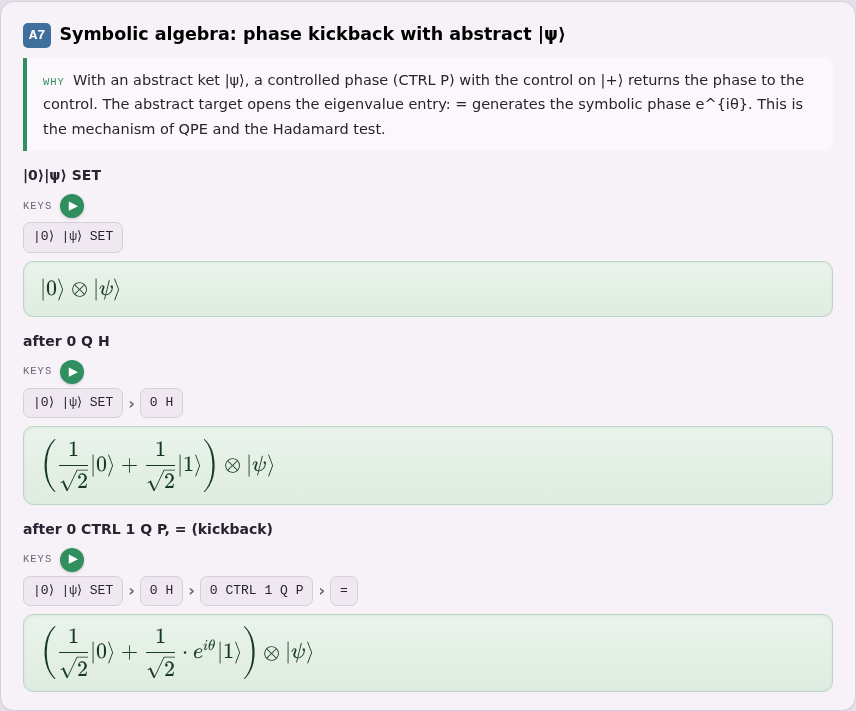 A7 Symbolic algebra: phase kickback with abstract |ψ⟩
WHY With an abstract ket |ψ⟩, a controlled phase (CTRL P) with the control on |+⟩ returns the phase to the
control. The abstract target opens the eigenvalue entry: = generates the symbolic phase e^{iθ}. This is
the mechanism of QPE and the Hadamard test.
|0⟩|ψ⟩ SET
KEYS
|0⟩ |ψ⟩ SET
|0⟩ ⊗ |ψ⟩
after 0 Q H
KEYS
|0⟩ |ψ⟩ SET › 0 H
(1/√2 |0⟩ + 1/√2 |1⟩) ⊗ |ψ⟩
after 0 CTRL 1 Q P, = (kickback)
KEYS
|0⟩ |ψ⟩ SET › 0 H › 0 CTRL 1 Q P › =
(1/√2 |0⟩ + 1/√2 · e^{iθ} |1⟩) ⊗ |ψ⟩